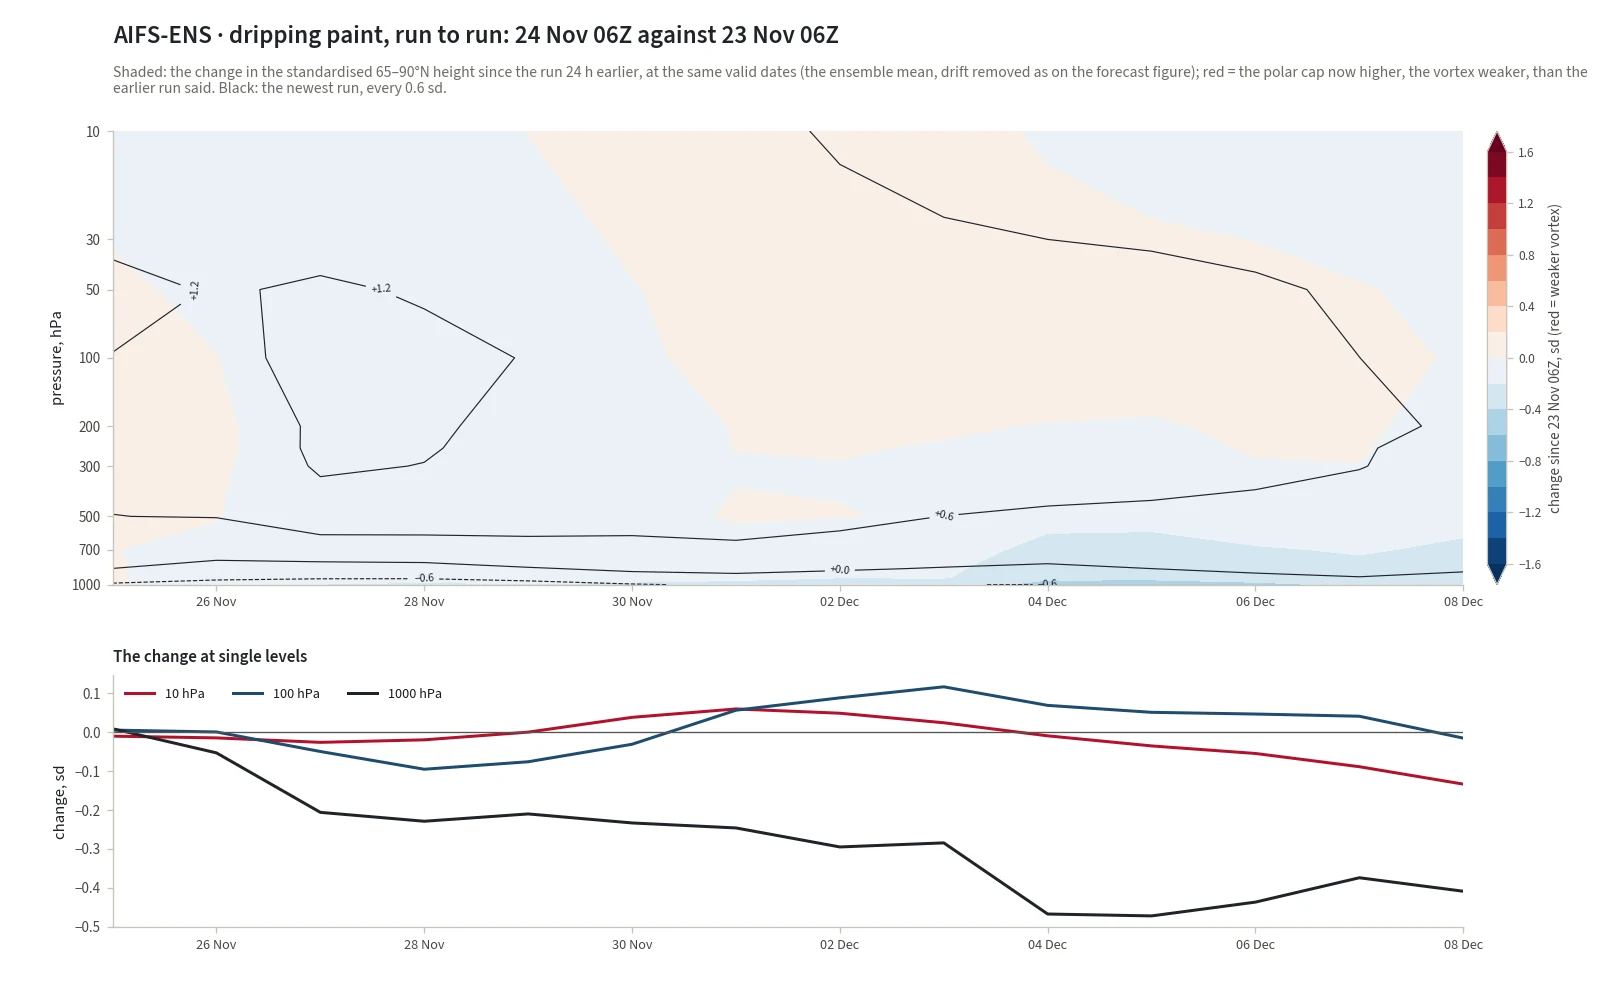 AIFS-ENS · dripping paint, run to run: 24 Nov 06Z against 23 Nov 06Z
Shaded: the change in the standardised 65–90°N height since the run 24 h earlier, at the same valid dates (the ensemble mean, drift removed as on the forecast figure); red = the polar cap now higher, the vortex weaker, than the
earlier run said. Black: the newest run, every 0.6 sd.
10
30
50
100
200
300
500
700
1000
pressure, hPa
+1.2
+1.2
+0.6
+0.0
−0.6
−0.6
26 Nov
28 Nov
30 Nov
02 Dec
04 Dec
06 Dec
08 Dec
1.6
1.2
0.8
0.4
0.0
−0.4
−0.8
−1.2
−1.6
change since 23 Nov 06Z, sd (red = weaker vortex)
The change at single levels
10 hPa
100 hPa
1000 hPa
0.1
0.0
−0.1
−0.2
−0.3
−0.4
−0.5
change, sd
26 Nov
28 Nov
30 Nov
02 Dec
04 Dec
06 Dec
08 Dec